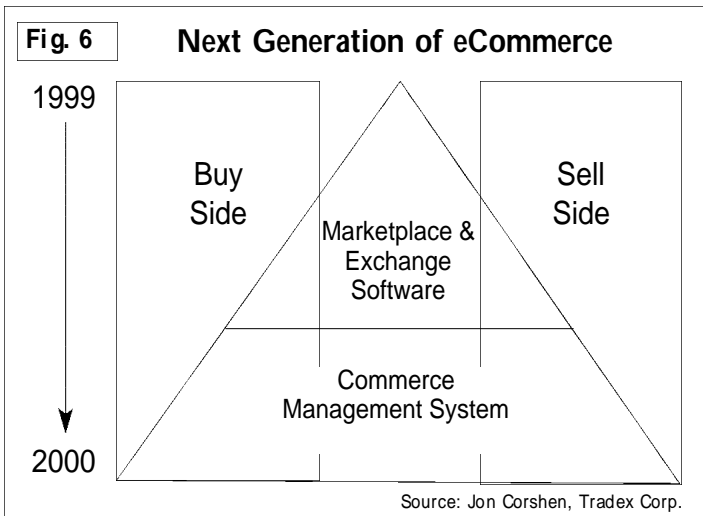 Fig. 6
Next Generation of eCommerce
1999
Buy
Side
Sell
Side
Marketplace &
Exchange
Software
Commerce
Management System
2000
Source: Jon Corshen, Tradex Corp.